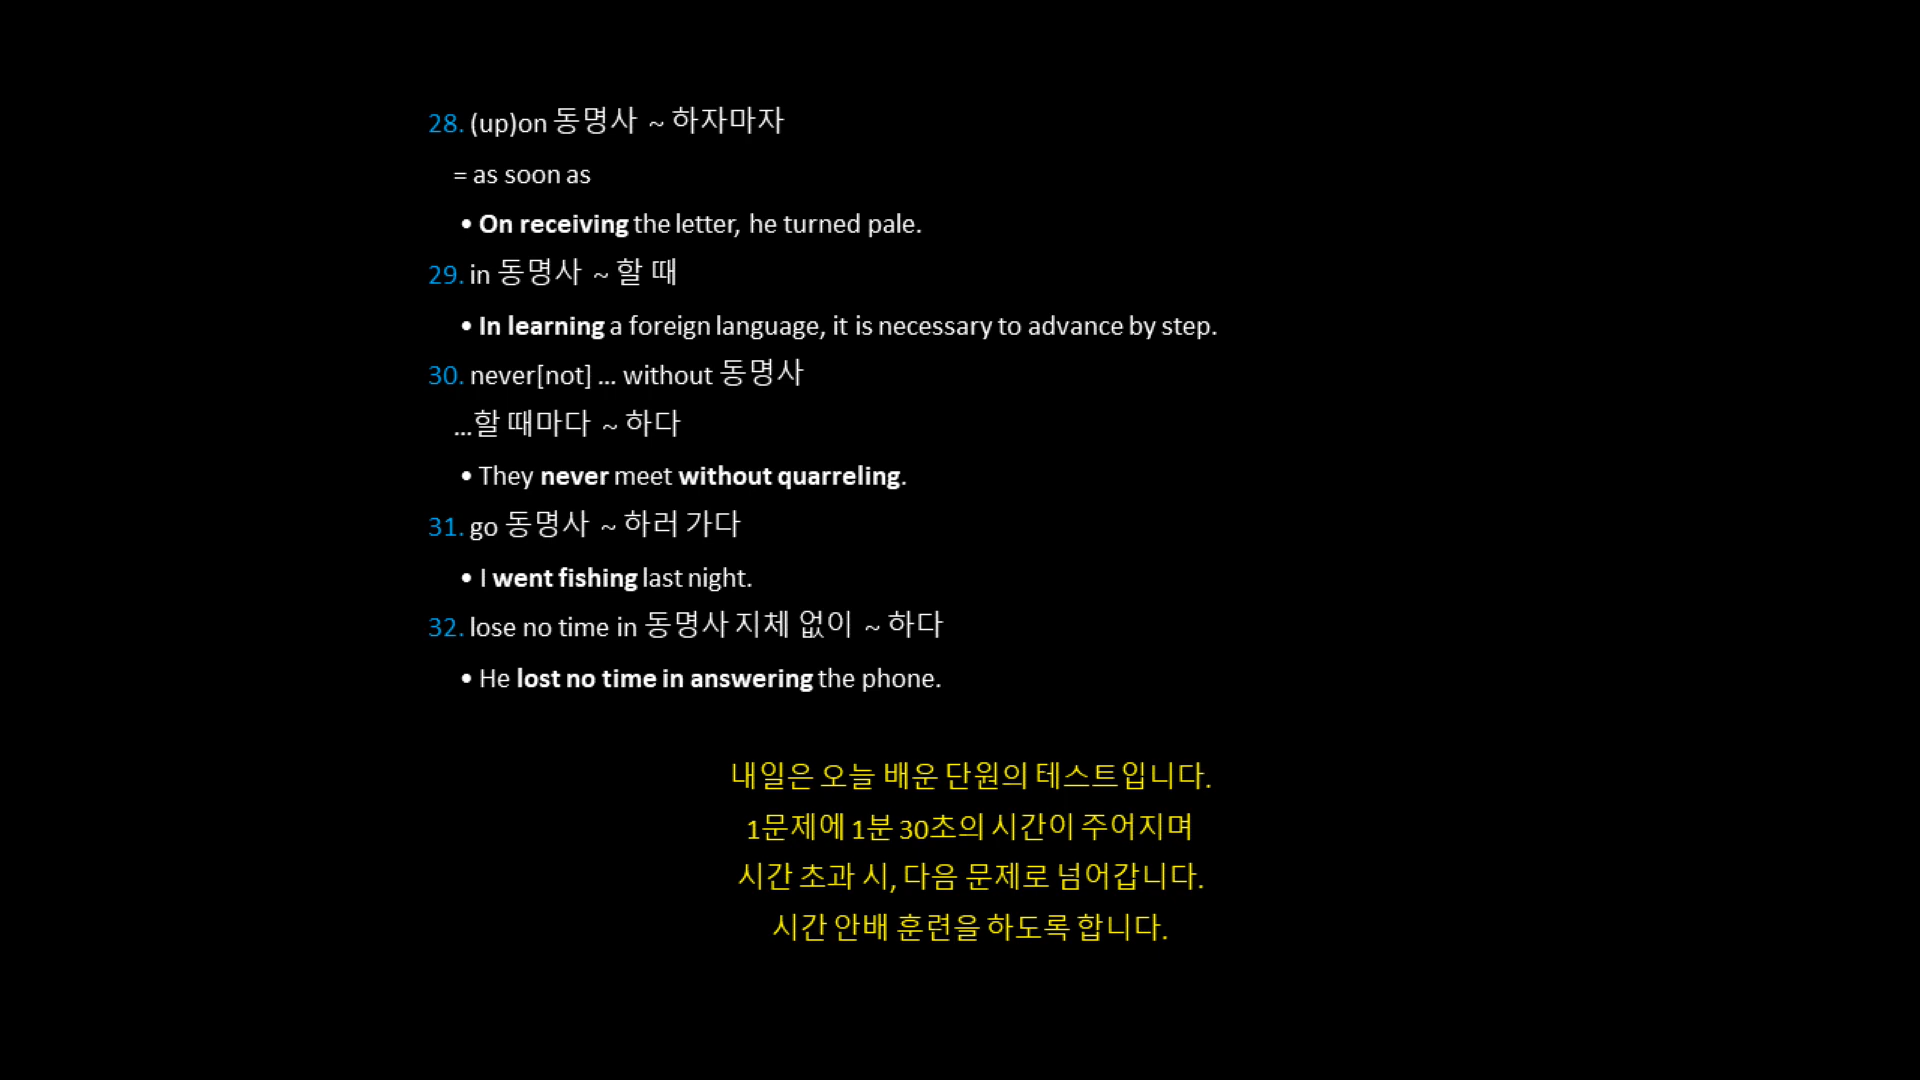 28. (up)on 동명사 ~ 하자마자
= as soon as
• On receiving the letter, he turned pale.
29. in 동명사 ~ 할 때
• In learning a foreign language, it is necessary to advance by step.
30. never[not] ... without 동명사
...할 때마다 ~ 하다
• They never meet without quarreling.
31. go 동명사 ~ 하러 가다
• I went fishing last night.
32. lose no time in 동명사 지체 없이 ~ 하다
• He lost no time in answering the phone.
내일은 오늘 배운 단원의 테스트입니다.
1문제에 1분 30초의 시간이 주어지며
시간 초과 시, 다음 문제로 넘어갑니다.
시간 안배 훈련을 하도록 합니다.